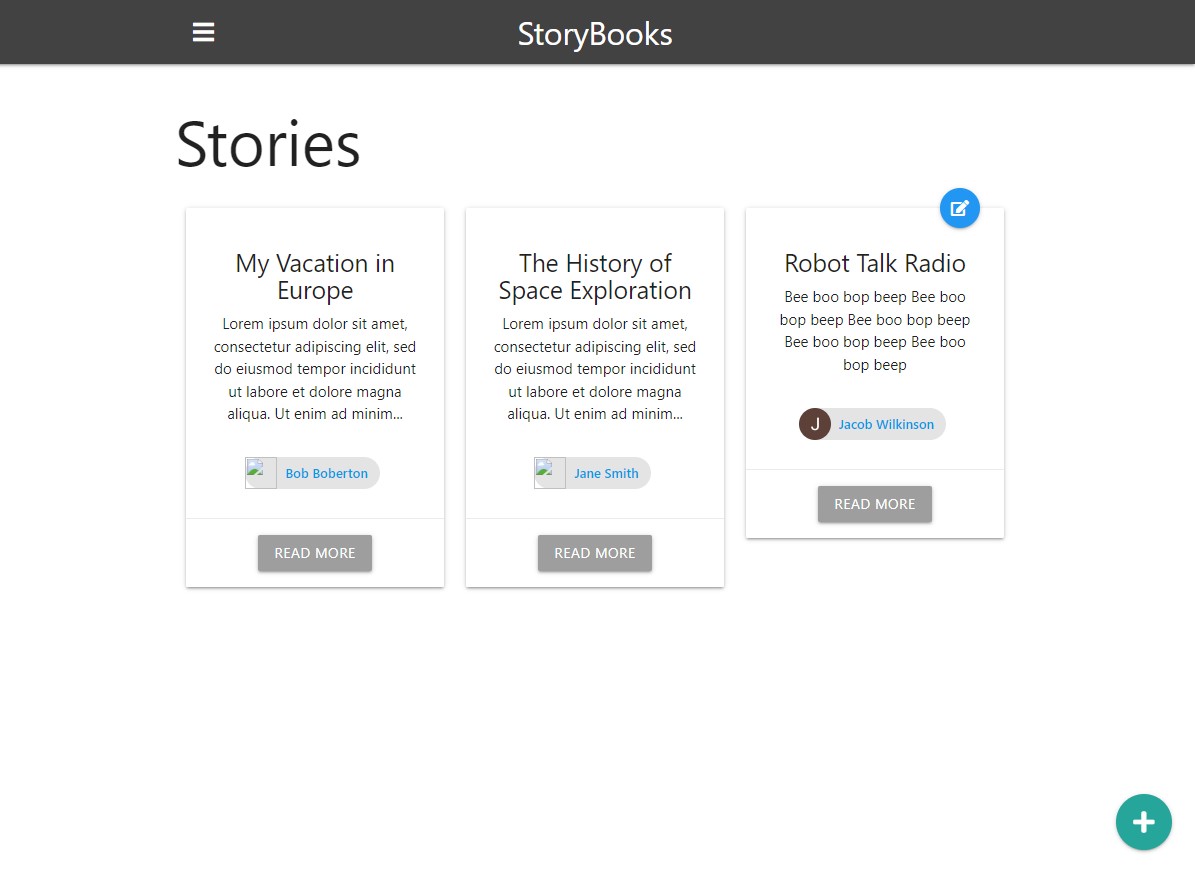 StoryBooks
Stories
My Vacation in
Europe
Lorem ipsum dolor sit amet,
consectetur adipiscing elit, sed
do eiusmod tempor incididunt
ut labore et dolore magna
aliqua. Ut enim ad minim...
Bob Boberton
READ MORE
The History of
Space Exploration
Lorem ipsum dolor sit amet,
consectetur adipiscing elit, sed
do eiusmod tempor incididunt
ut labore et dolore magna
aliqua. Ut enim ad minim...
Jane Smith
READ MORE
Robot Talk Radio
Bee boo bop beep Bee boo
bop beep Bee boo bop beep
Bee boo bop beep Bee boo
bop beep
J Jacob Wilkinson
READ MORE